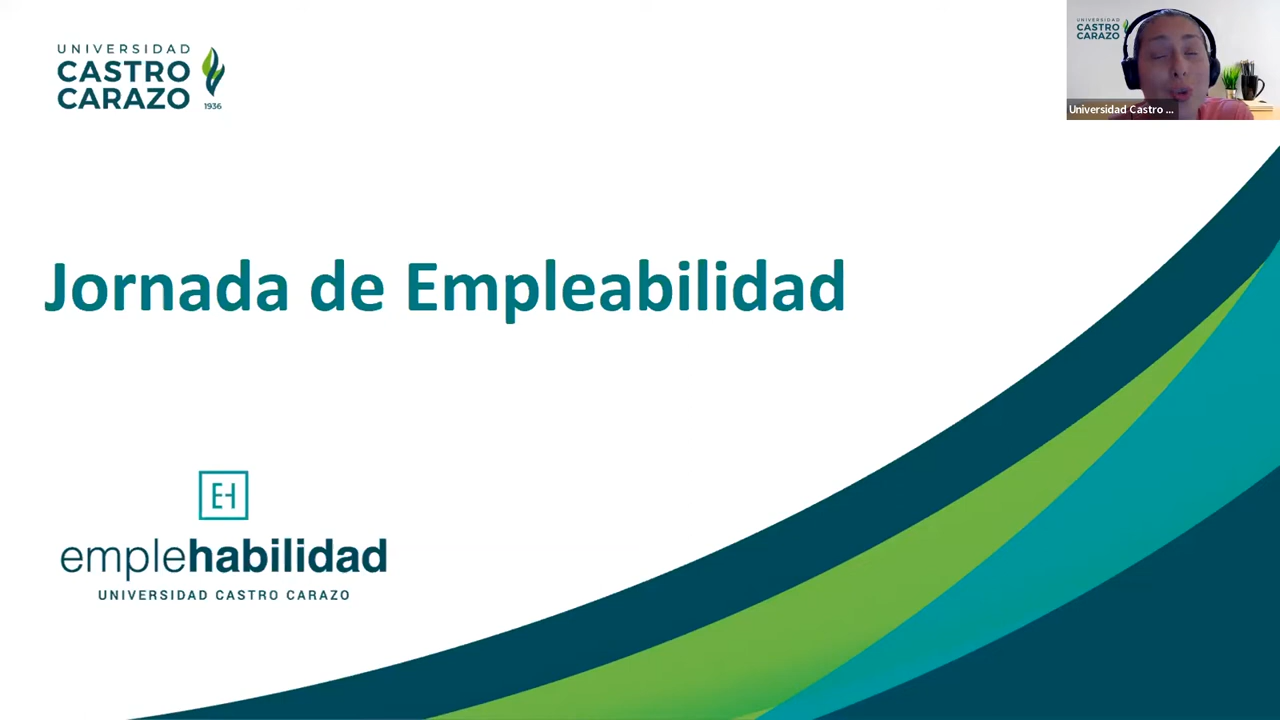 UNIVERSIDAD
CASTRO
CARAZO
1936
UNIVERSIDAD
CASTRO
CARAZO
Universidad Castro ...
Jornada de Empleabilidad
EH
emplehabilidad
UNIVERSIDAD CASTRO CARAZO